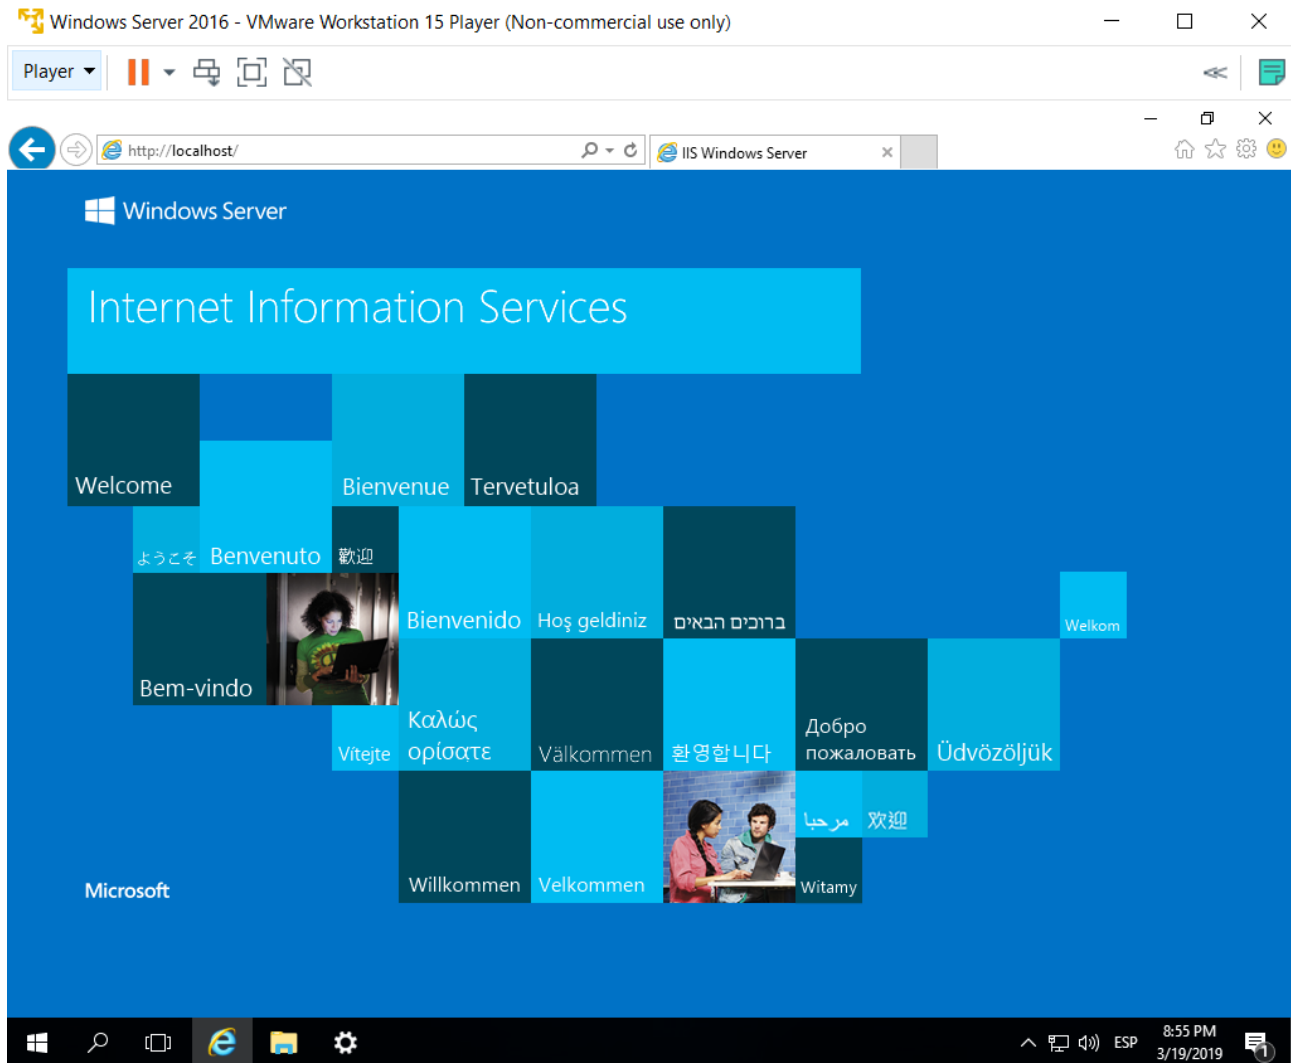 Windows Server 2016 - VMware Workstation 15 Player (Non-commercial use only)
Player
http://localhost/
IIS Windows Server
Windows Server
Internet Information Services
Welcome
Bienvenue
Tervetuloa
ようこそ
Benvenuto
歡迎
Bienvenido
Hoş geldiniz
ברוכים הבאים
Welkom
Bem-vindo
Vítejte
Καλώς
ορίσατε
Välkommen
환영합니다
Добро
пожаловать
Üdvözöljük
Willkommen
Velkommen
مرحبا
欢迎
Witamy
Microsoft
ESP
8:55 PM
3/19/2019
1